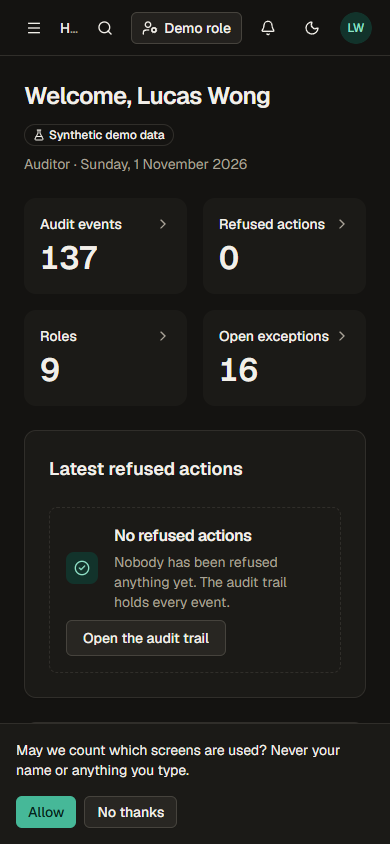 H...
Demo role
LW
Welcome, Lucas Wong
Synthetic demo data
Auditor · Sunday, 1 November 2026
Audit events
137
Refused actions
0
Roles
9
Open exceptions
16
Latest refused actions
No refused actions
Nobody has been refused
anything yet. The audit trail
holds every event.
Open the audit trail
May we count which screens are used? Never your
name or anything you type.
Allow
No thanks